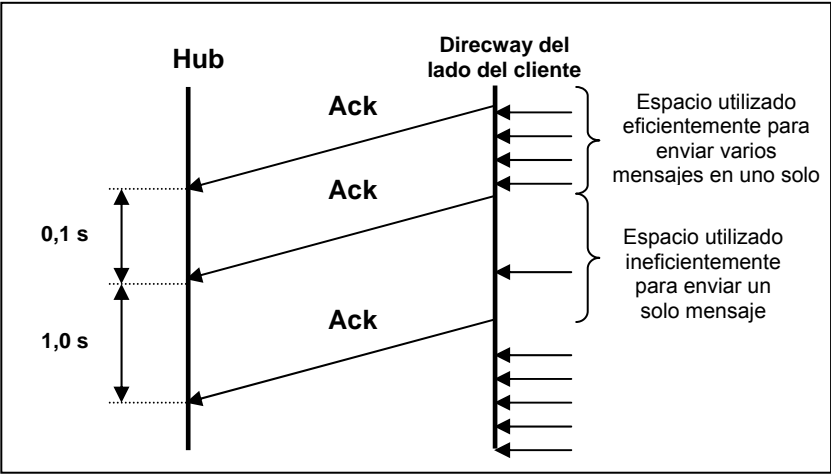 Hub
Direcway del
lado del cliente
Ack
Espacio utilizado
eficientemente para
enviar varios
mensajes en uno solo
Ack
0,1 s
Espacio utilizado
ineficientemente
para enviar un
solo mensaje
Ack
1,0 s